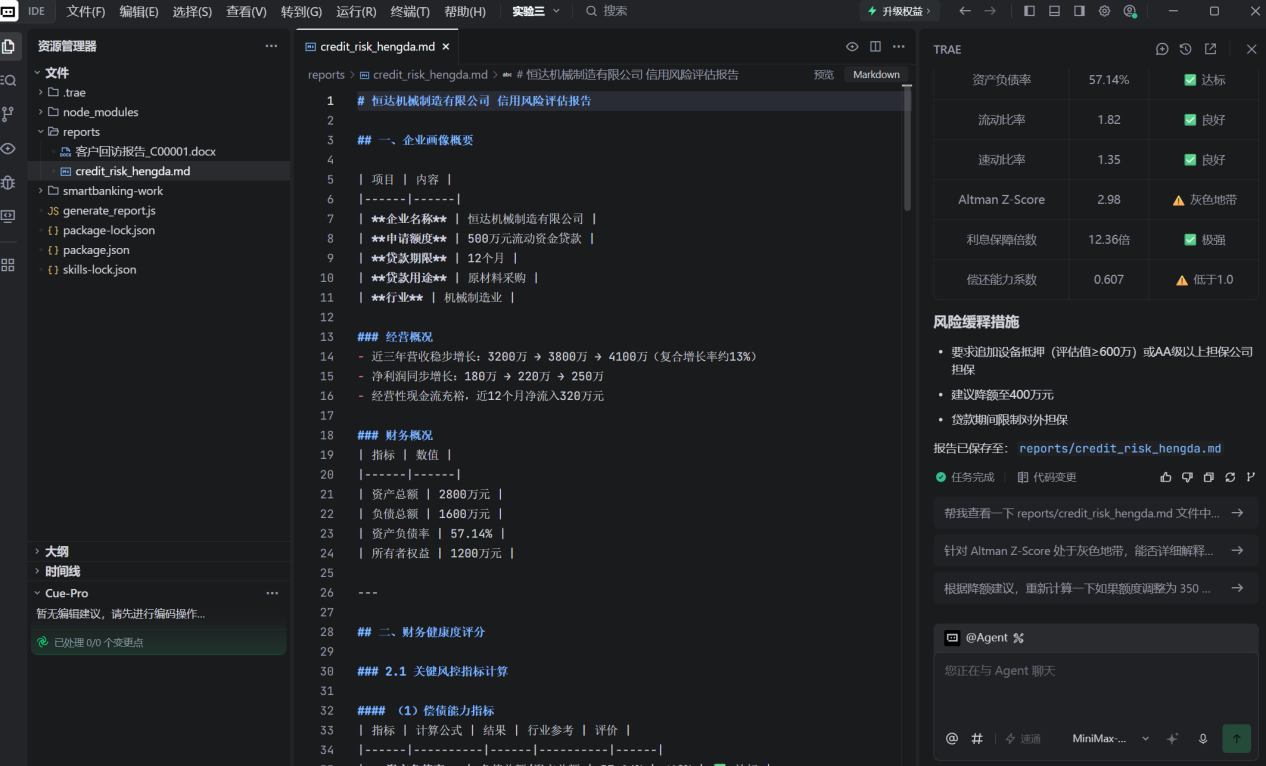 IDE 文件(F) 编辑(E) 选择(S) 查看(V) 转到(G) 运行(R) 终端(T) 帮助(H) 实验三 搜索 升级权益
资源管理器
文件
.trae
node_modules
reports
客户回访报告_C00001.docx
credit_risk_hengda.md
smartbanking-work
JS generate_report.js
{} package-lock.json
{} package.json
{} skills-lock.json
大纲
时间线
Cue-Pro
暂无编辑建议，请先进行编码操作...
已处理 0/0 个变更点
credit_risk_hengda.md
reports > credit_risk_hengda.md > # 恒达机械制造有限公司 信用风险评估报告 预览 Markdown
1 # 恒达机械制造有限公司 信用风险评估报告
2
3 ## 一、企业画像概要
4
5 | 项目 | 内容 |
6 |------|------|
7 | **企业名称** | 恒达机械制造有限公司 |
8 | **申请额度** | 500万元流动资金贷款 |
9 | **贷款期限** | 12个月 |
10 | **贷款用途** | 原材料采购 |
11 | **行业** | 机械制造业 |
12
13 ### 经营概况
14 - 近三年营收稳步增长：3200万 → 3800万 → 4100万（复合增长率约13%）
15 - 净利润同步增长：180万 → 220万 → 250万
16 - 经营性现金流充裕，近12个月净流入320万元
17
18 ### 财务概况
19 | 指标 | 数值 |
20 |------|------|
21 | 资产总额 | 2800万元 |
22 | 负债总额 | 1600万元 |
23 | 资产负债率 | 57.14% |
24 | 所有者权益 | 1200万元 |
25
26 ---
27
28 ## 二、财务健康度评分
29
30 ### 2.1 关键风控指标计算
31
32 #### （1）偿债能力指标
33 | 指标 | 计算公式 | 结果 | 行业参考 | 评价 |
34 |------|----------|------|----------|------|
TRAE
资产负债率 57.14% ✅ 达标
流动比率 1.82 ✅ 良好
速动比率 1.35 ✅ 良好
Altman Z-Score 2.98 ⚠️ 灰色地带
利息保障倍数 12.36倍 ✅ 极强
偿还能力系数 0.607 ⚠️ 低于1.0
风险缓释措施
• 要求追加设备抵押（评估值≥600万）或AA级以上担保公司
担保
• 建议降额至400万元
• 贷款期间限制对外担保
报告已保存至： reports/credit_risk_hengda.md
任务完成 代码变更
帮我查看一下 reports/credit_risk_hengda.md 文件中...
针对 Altman Z-Score 处于灰色地带，能否详细解释...
根据降额建议，重新计算一下如果额度调整为 350 ...
@Agent
您正在与 Agent 聊天
@ # 速通 MiniMax-...